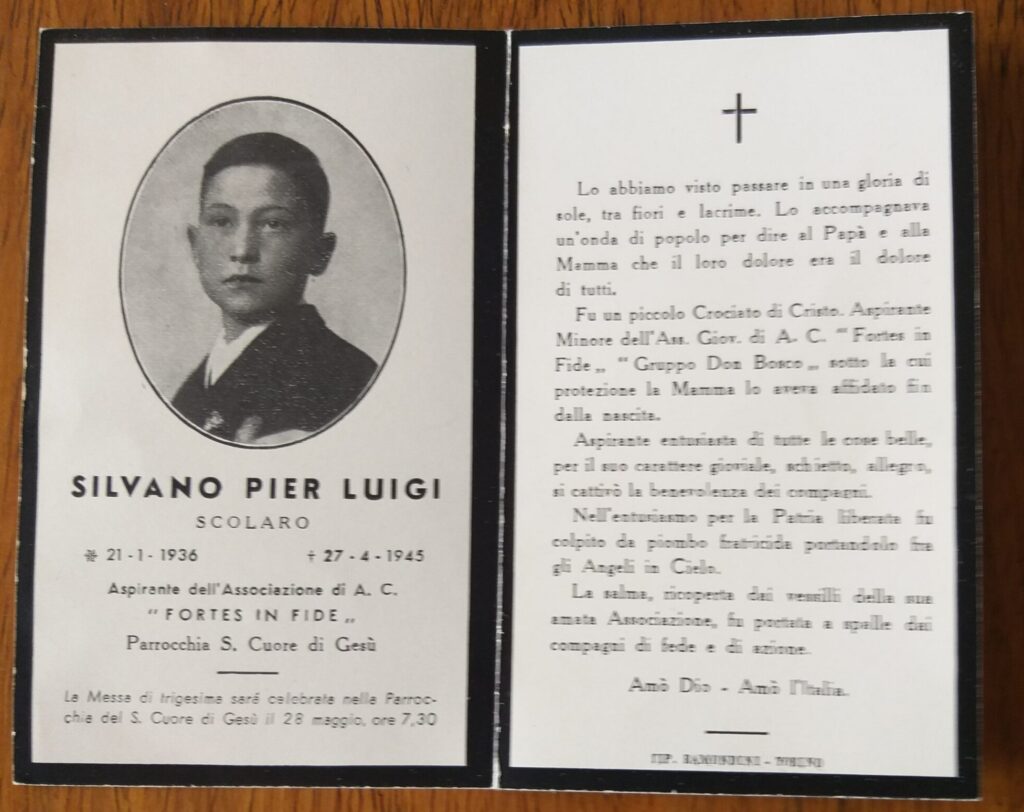 SILVANO PIER LUIGI
SCOLARO
* 21 - 1 - 1936 † 27 - 4 - 1945
Aspirante dell'Associazione di A. C.
"FORTES IN FIDE„
Parrocchia S. Cuore di Gesù
La Messa di trigesima sarà celebrata nella Parroc-
chia del S. Cuore di Gesù il 28 maggio, ore 7,30
Lo abbiamo visto passare in una gloria di
sole, tra fiori e lacrime. Lo accompagnava
un'onda di popolo per dire al Papà e alla
Mamma che il loro dolore era il dolore
di tutti.
Fu un piccolo Crociato di Cristo. Aspirante
Minore dell'Ass. Giov. di A. C. "Fortes in
Fide„ "Gruppo Don Bosco„ sotto la cui
protezione la Mamma lo aveva affidato fin
dalla nascita.
Aspirante entusiasta di tutte le cose belle,
per il suo carattere gioviale, schietto, allegro,
si cattivò la benevolenza dei compagni.
Nell'entusiasmo per la Patria liberata fu
colpito da piombo fratricida portandolo fra
gli Angeli in Cielo.
La salma, ricoperta dai vessilli della sua
amata Associazione, fu portata a spalle dai
compagni di fede e di azione.
Amò Dio - Amò l'Italia.
TIP.